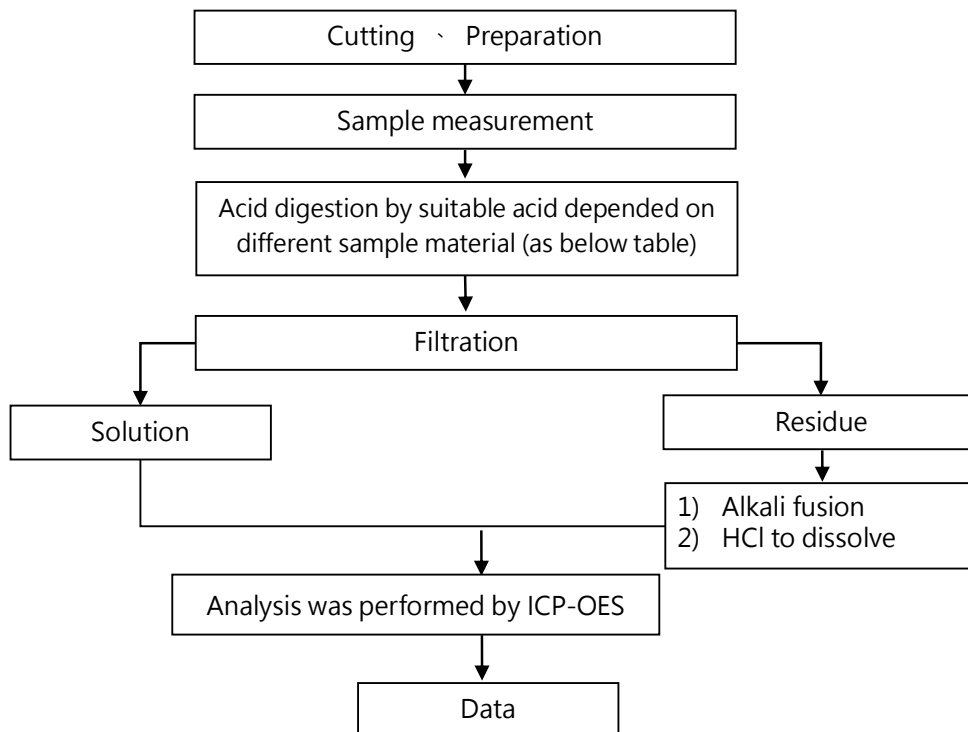 Cutting 、 Preparation
Sample measurement
Acid digestion by suitable acid depended on
different sample material (as below table)
Filtration
Solution
Residue
1) Alkali fusion
2) HCl to dissolve
Analysis was performed by ICP-OES
Data